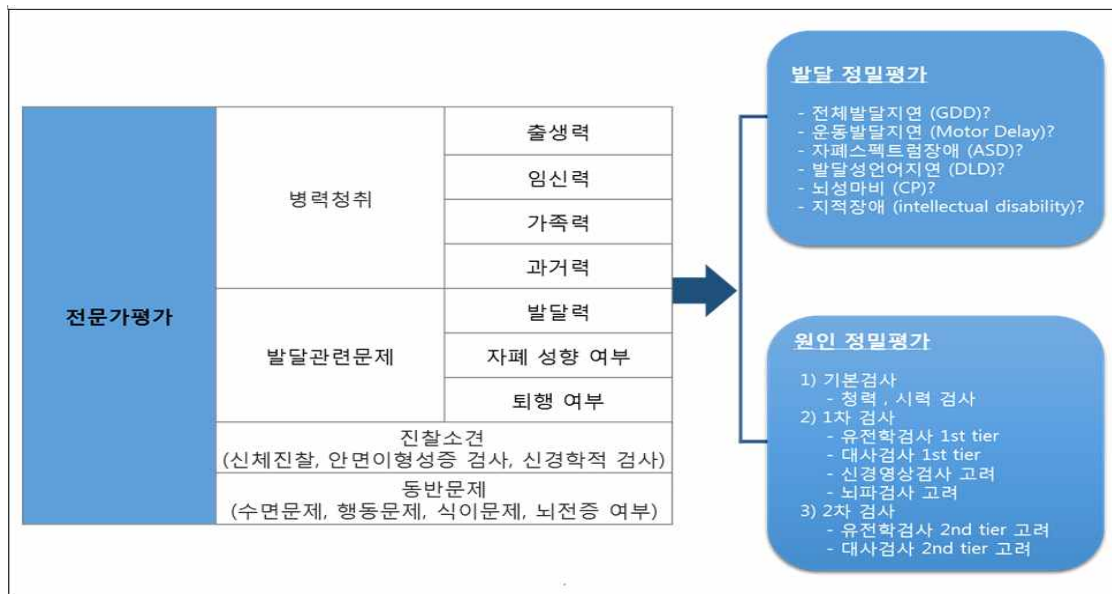 전문가평가
병력청취
출생력
임신력
가족력
과거력
발달관련문제
발달력
자폐 성향 여부
퇴행 여부
진찰소견
(신체진찰, 안면이형성증 검사, 신경학적 검사)
동반문제
(수면문제, 행동문제, 식이문제, 뇌전증 여부)
발달 정밀평가
- 전체발달지연 (GDD)?
- 운동발달지연 (Motor Delay)?
- 자폐스펙트럼장애 (ASD)?
- 발달성언어지연 (DLD)?
- 뇌성마비 (CP)?
- 지적장애 (intellectual disability)?
원인 정밀평가
1) 기본검사
- 청력 , 시력 검사
2) 1차 검사
- 유전학검사 1st tier
- 대사검사 1st tier
- 신경영상검사 고려
- 뇌파검사 고려
3) 2차 검사
- 유전학검사 2nd tier 고려
- 대사검사 2nd tier 고려